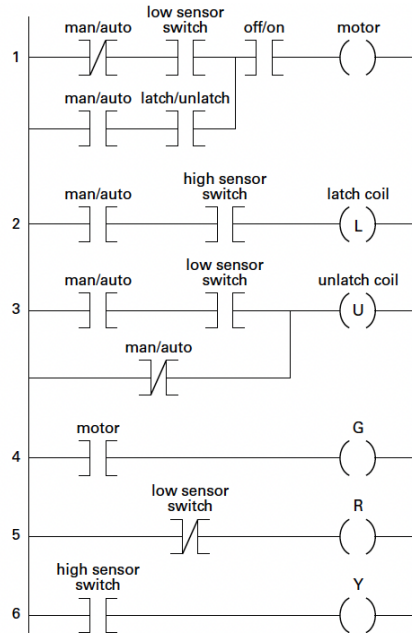 low sensor
man/auto switch off/on motor
1
man/auto latch/unlatch
high sensor
man/auto switch latch coil
2 L
low sensor
man/auto switch unlatch coil
3 U
man/auto
motor G
4
low sensor
switch R
5
high sensor
switch Y
6